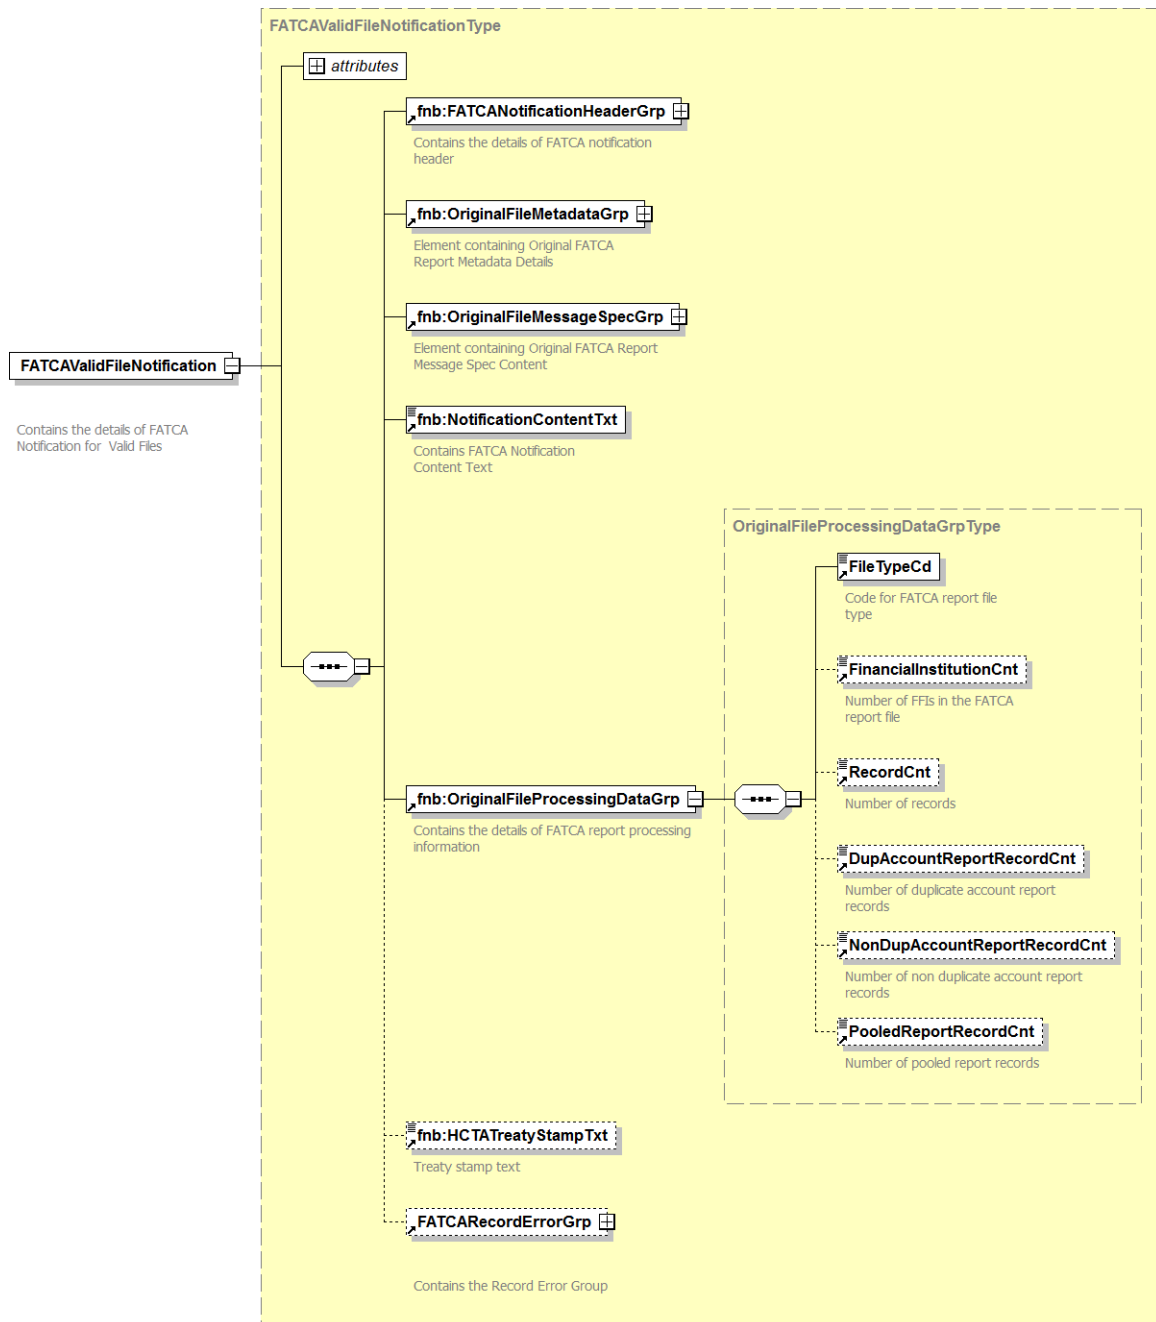 FATCAValidFileNotificationType
attributes
fnb:FATCANotificationHeaderGrp
Contains the details of FATCA notification
header
fnb:OriginalFileMetadataGrp
Element containing Original FATCA
Report Metadata Details
fnb:OriginalFileMessageSpecGrp
Element containing Original FATCA Report
Message Spec Content
FATCAValidFileNotification
Contains the details of FATCA
Notification for  Valid Files
fnb:NotificationContentTxt
Contains FATCA Notification
Content Text
OriginalFileProcessingDataGrpType
FileTypeCd
Code for FATCA report file
type
FinancialInstitutionCnt
Number of FFIs in the FATCA
report file
RecordCnt
Number of records
fnb:OriginalFileProcessingDataGrp
Contains the details of FATCA report processing
information
DupAccountReportRecordCnt
Number of duplicate account report
records
NonDupAccountReportRecordCnt
Number of non duplicate account report
records
PooledReportRecordCnt
Number of pooled report records
fnb:HCTATreatyStampTxt
Treaty stamp text
FATCARecordErrorGrp
Contains the Record Error Group